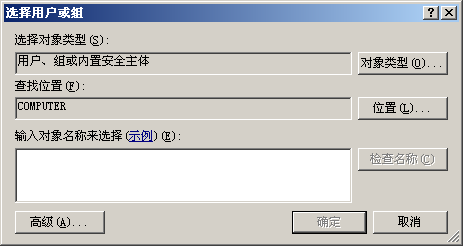 选择用户或组
选择对象类型(S):
用户、组或内置安全主体
对象类型(O)...
查找位置(F):
COMPUTER
位置(L)...
输入对象名称来选择(示例)(E):
检查名称(C)
高级(A)...
确定
取消